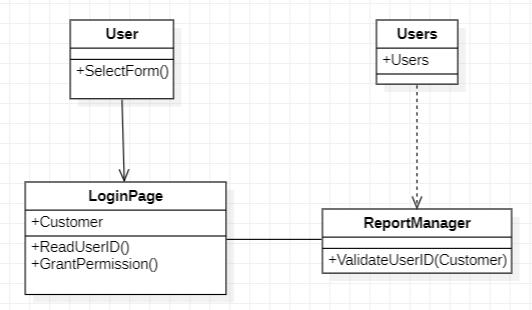 User
+SelectForm()
Users
+Users
LoginPage
+Customer
+ReadUserID()
+GrantPermission()
ReportManager
+ValidateUserID(Customer)